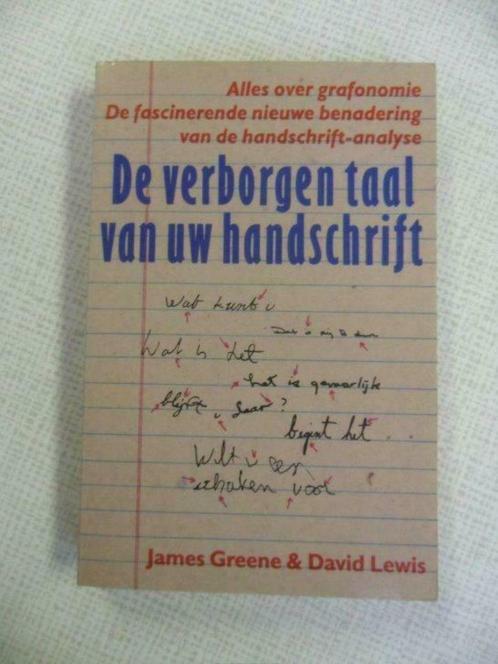 Alles over grafonomie
De fascinerende nieuwe benadering
van de handschrift-analyse
De verborgen taal
van uw handschrift
Wat kunt u
Wat is het
het is gevaarlijk
blijft u daar?
begint het
Wilt u een
schaken voor
James Greene & David Lewis